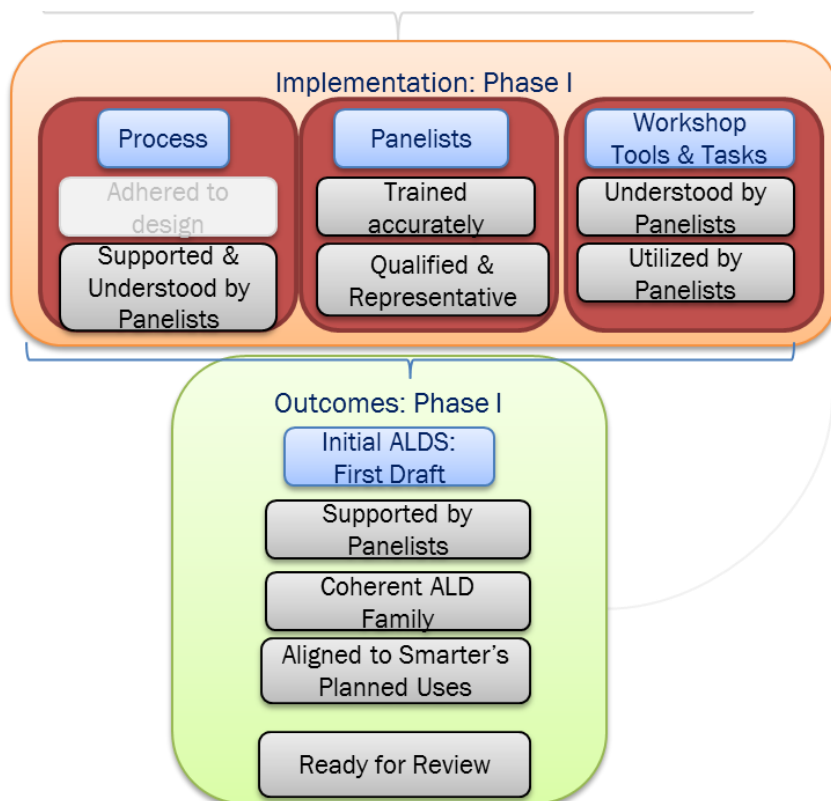 Implementation: Phase I
Process
Adhered to
design
Supported &
Understood by
Panelists
Panelists
Trained
accurately
Qualified &
Representative
Workshop
Tools & Tasks
Understood by
Panelists
Utilized by
Panelists
Outcomes: Phase I
Initial ALDS:
First Draft
Supported by
Panelists
Coherent ALD
Family
Aligned to Smarter’s
Planned Uses
Ready for Review